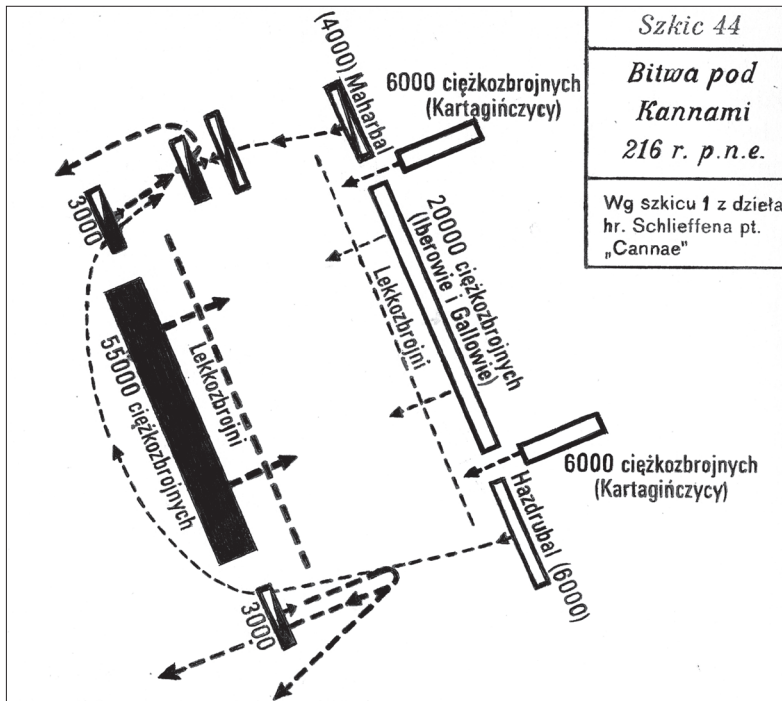 Szkic 44
Bitwa pod
Kannami
216 r. p.n.e.
Wg szkicu 1 z dzieła
hr. Schlieffena pt.
„Cannae”
(4000) Maharbal
6000 ciężkozbrojnych
(Kartagińczycy)
3000
20000 ciężkozbrojnych
(Iberowie i Gallowie)
Lekkozbrojni
Lekkozbrojni
55000 ciężkozbrojnych
6000 ciężkozbrojnych
(Kartagińczycy)
Hazdrubal (6000)
3000